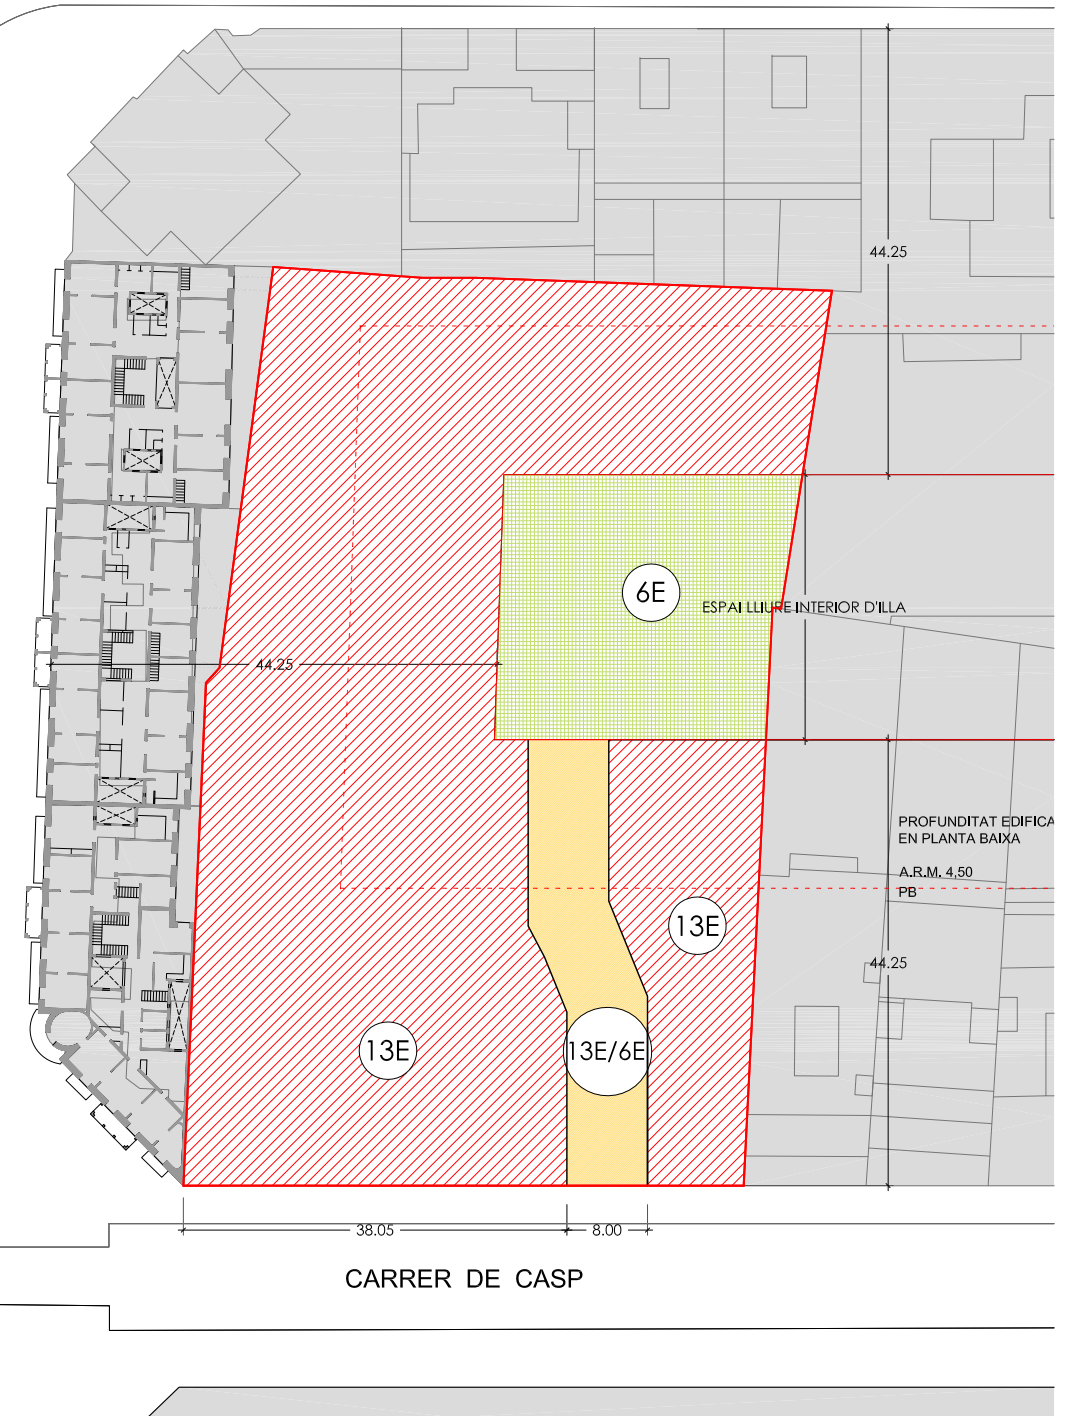 44.25
6E
ESPAI LLIURE INTERIOR D'ILLA
44.25
PROFUNDITAT EDIFICA
EN PLANTA BAIXA
A.R.M. 4,50
PB
13E
44.25
13E
13E/6E
38.05
8.00
CARRER DE CASP